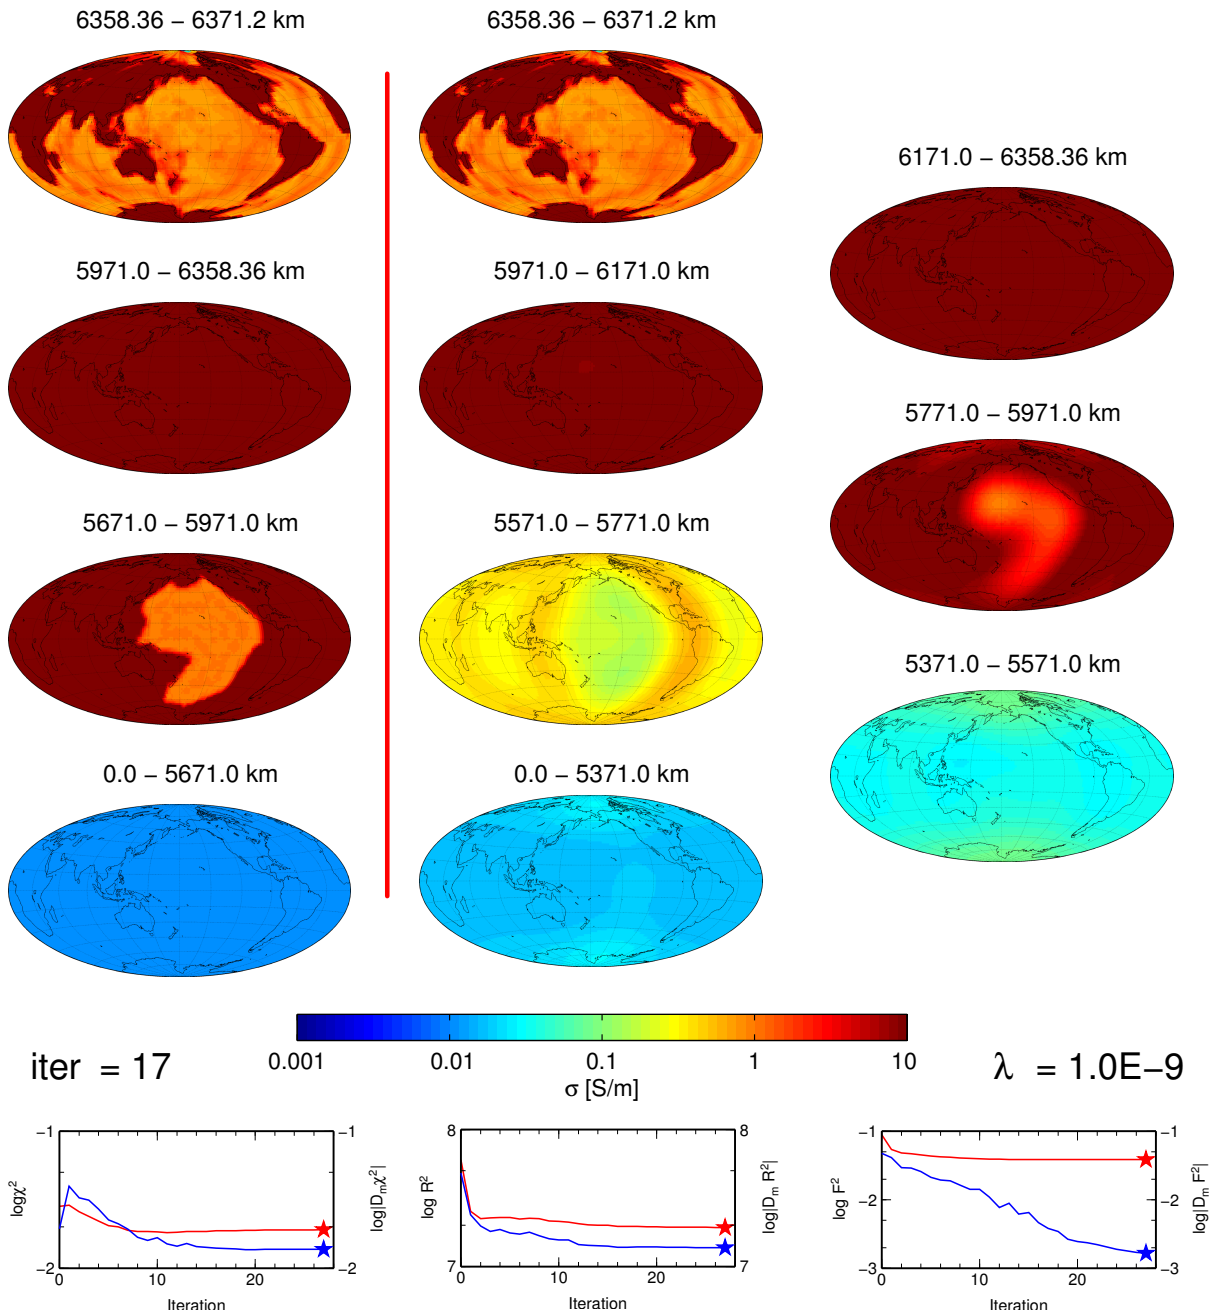 6358.36 – 6371.2 km
6358.36 – 6371.2 km
6171.0 – 6358.36 km
5971.0 – 6358.36 km
5971.0 – 6171.0 km
5771.0 – 5971.0 km
5671.0 – 5971.0 km
5571.0 – 5771.0 km
5371.0 – 5571.0 km
0.0 – 5671.0 km
0.0 – 5371.0 km
0.001 0.01 0.1 1 10
σ [S/m]
iter = 17
λ = 1.0E−9
−1 −1
logχ²
log|Dₘχ²|
−2 −2
0 10 20
Iteration
8 8
log R²
log|Dₘ R²|
7 7
0 10 20
Iteration
−1 −1
log F²
−2 −2
log|Dₘ F²|
−3 −3
0 10 20
Iteration